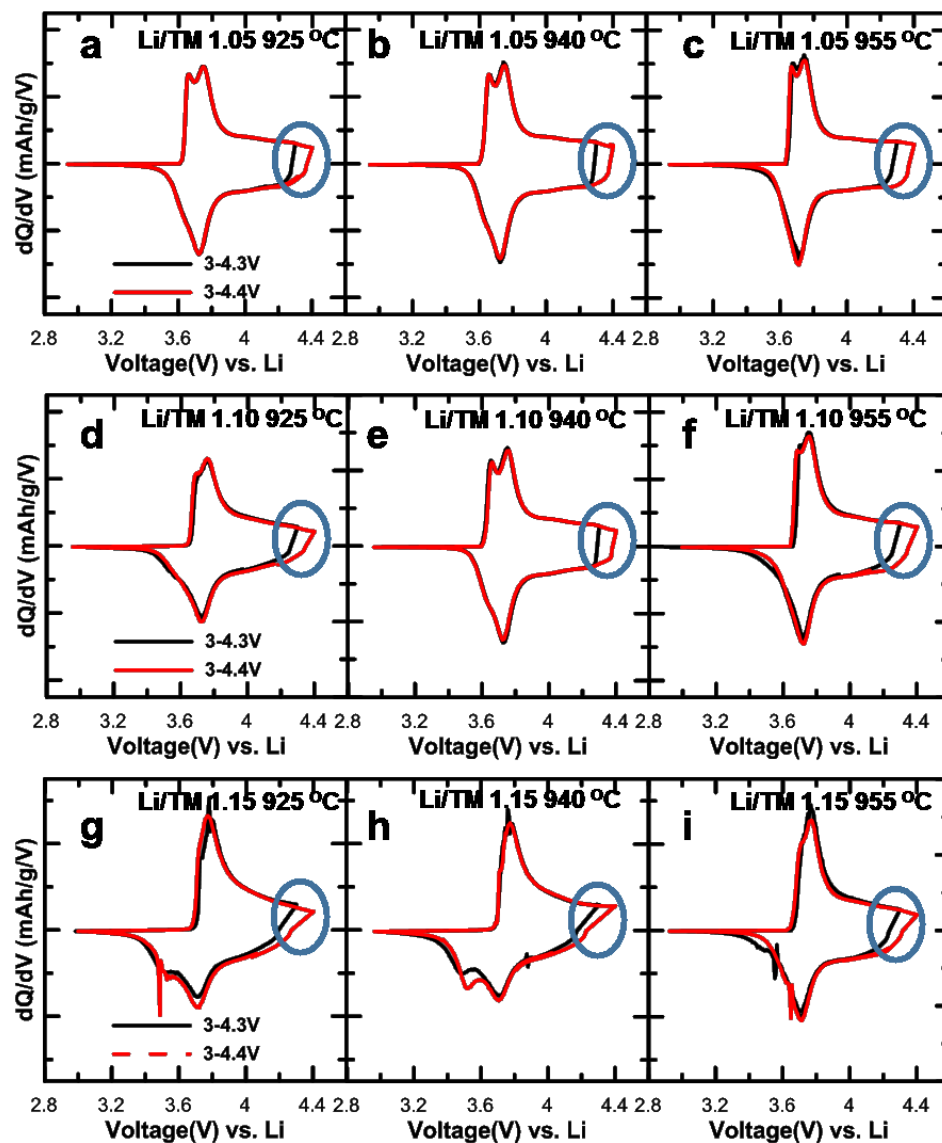 a Li/TM 1.05 925 °C
b Li/TM 1.05 940 °C
c Li/TM 1.05 955 °C
dQ/dV (mAh/g/V)
3-4.3V
3-4.4V
2.8 3.2 3.6 4 4.4 2.8 3.2 3.6 4 4.4 2.8 3.2 3.6 4 4.4
Voltage(V) vs. Li
Voltage(V) vs. Li
Voltage(V) vs. Li
d Li/TM 1.10 925 °C
e Li/TM 1.10 940 °C
f Li/TM 1.10 955 °C
dQ/dV (mAh/g/V)
3-4.3V
3-4.4V
2.8 3.2 3.6 4 4.4 2.8 3.2 3.6 4 4.4 2.8 3.2 3.6 4 4.4
Voltage(V) vs. Li
Voltage(V) vs. Li
Voltage(V) vs. Li
g Li/TM 1.15 925 °C
h Li/TM 1.15 940 °C
i Li/TM 1.15 955 °C
dQ/dV (mAh/g/V)
3-4.3V
3-4.4V
2.8 3.2 3.6 4 4.4 2.8 3.2 3.6 4 4.4 2.8 3.2 3.6 4 4.4
Voltage(V) vs. Li
Voltage(V) vs. Li
Voltage(V) vs. Li